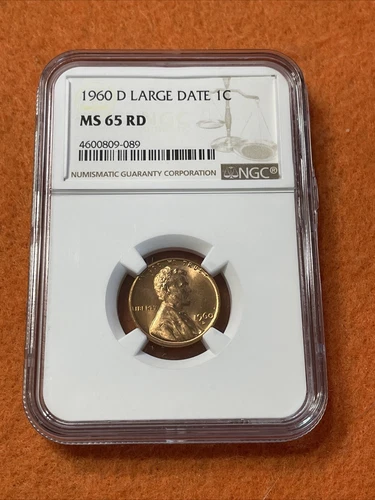 1960 D LARGE DATE 1C
MS 65 RD
4600809-089
NUMISMATIC GUARANTY CORPORATION
NGC®
LIBERTY
1960
D